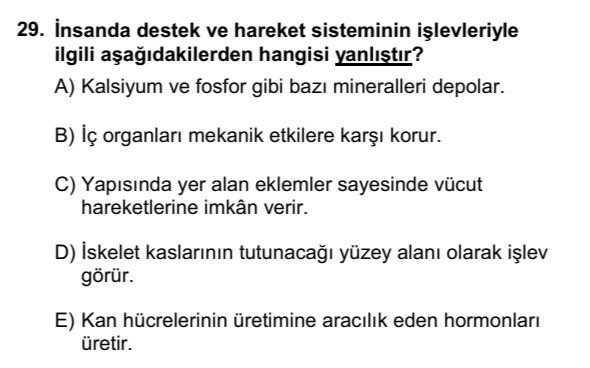 29. İnsanda destek ve hareket sisteminin işlevleriyle
ilgili aşağıdakilerden hangisi yanlıştır?
A) Kalsiyum ve fosfor gibi bazı mineralleri depolar.
B) İç organları mekanik etkilere karşı korur.
C) Yapısında yer alan eklemler sayesinde vücut
hareketlerine imkân verir.
D) İskelet kaslarının tutunacağı yüzey alanı olarak işlev
görür.
E) Kan hücrelerinin üretimine aracılık eden hormonları
üretir.